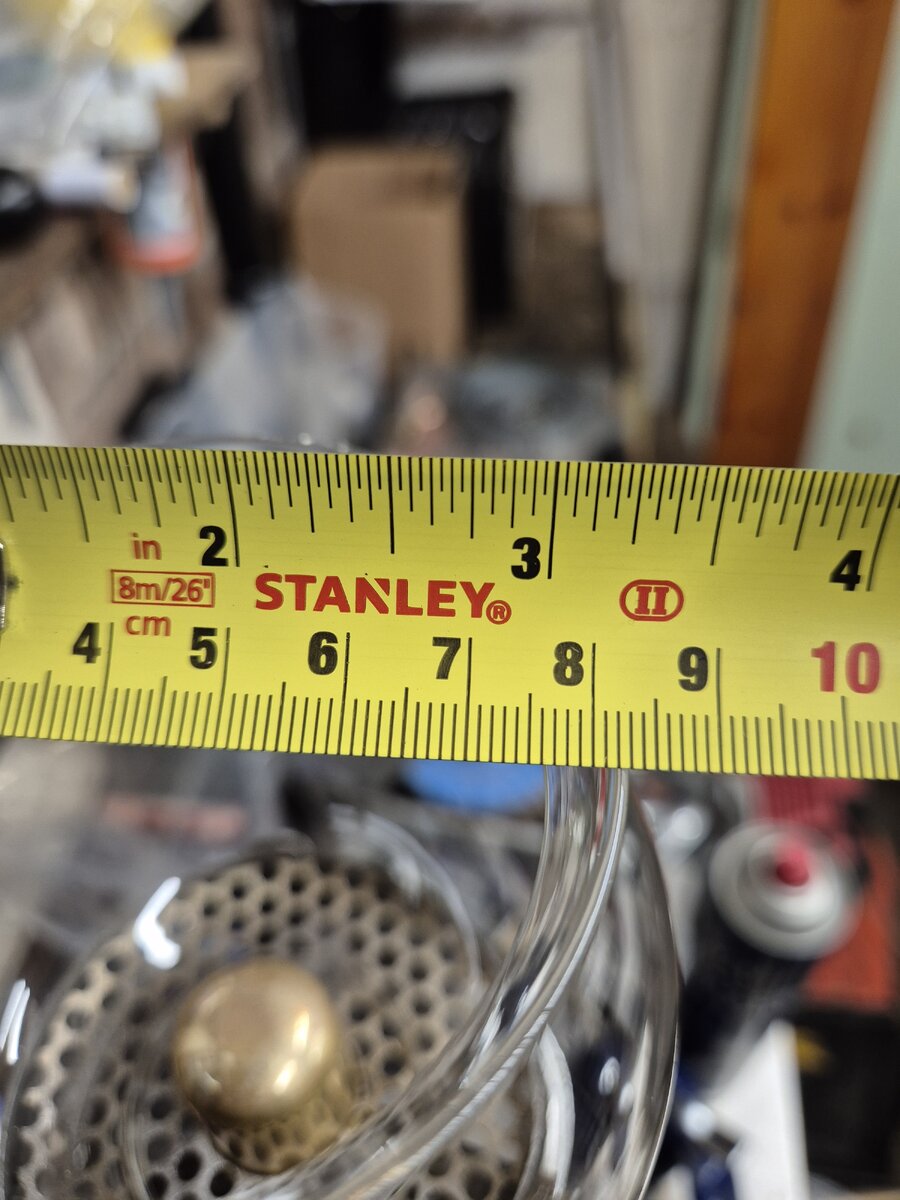 2 3 4
in
8m/26'
STANLEY®
II
cm
4 5 6 7 8 9 10